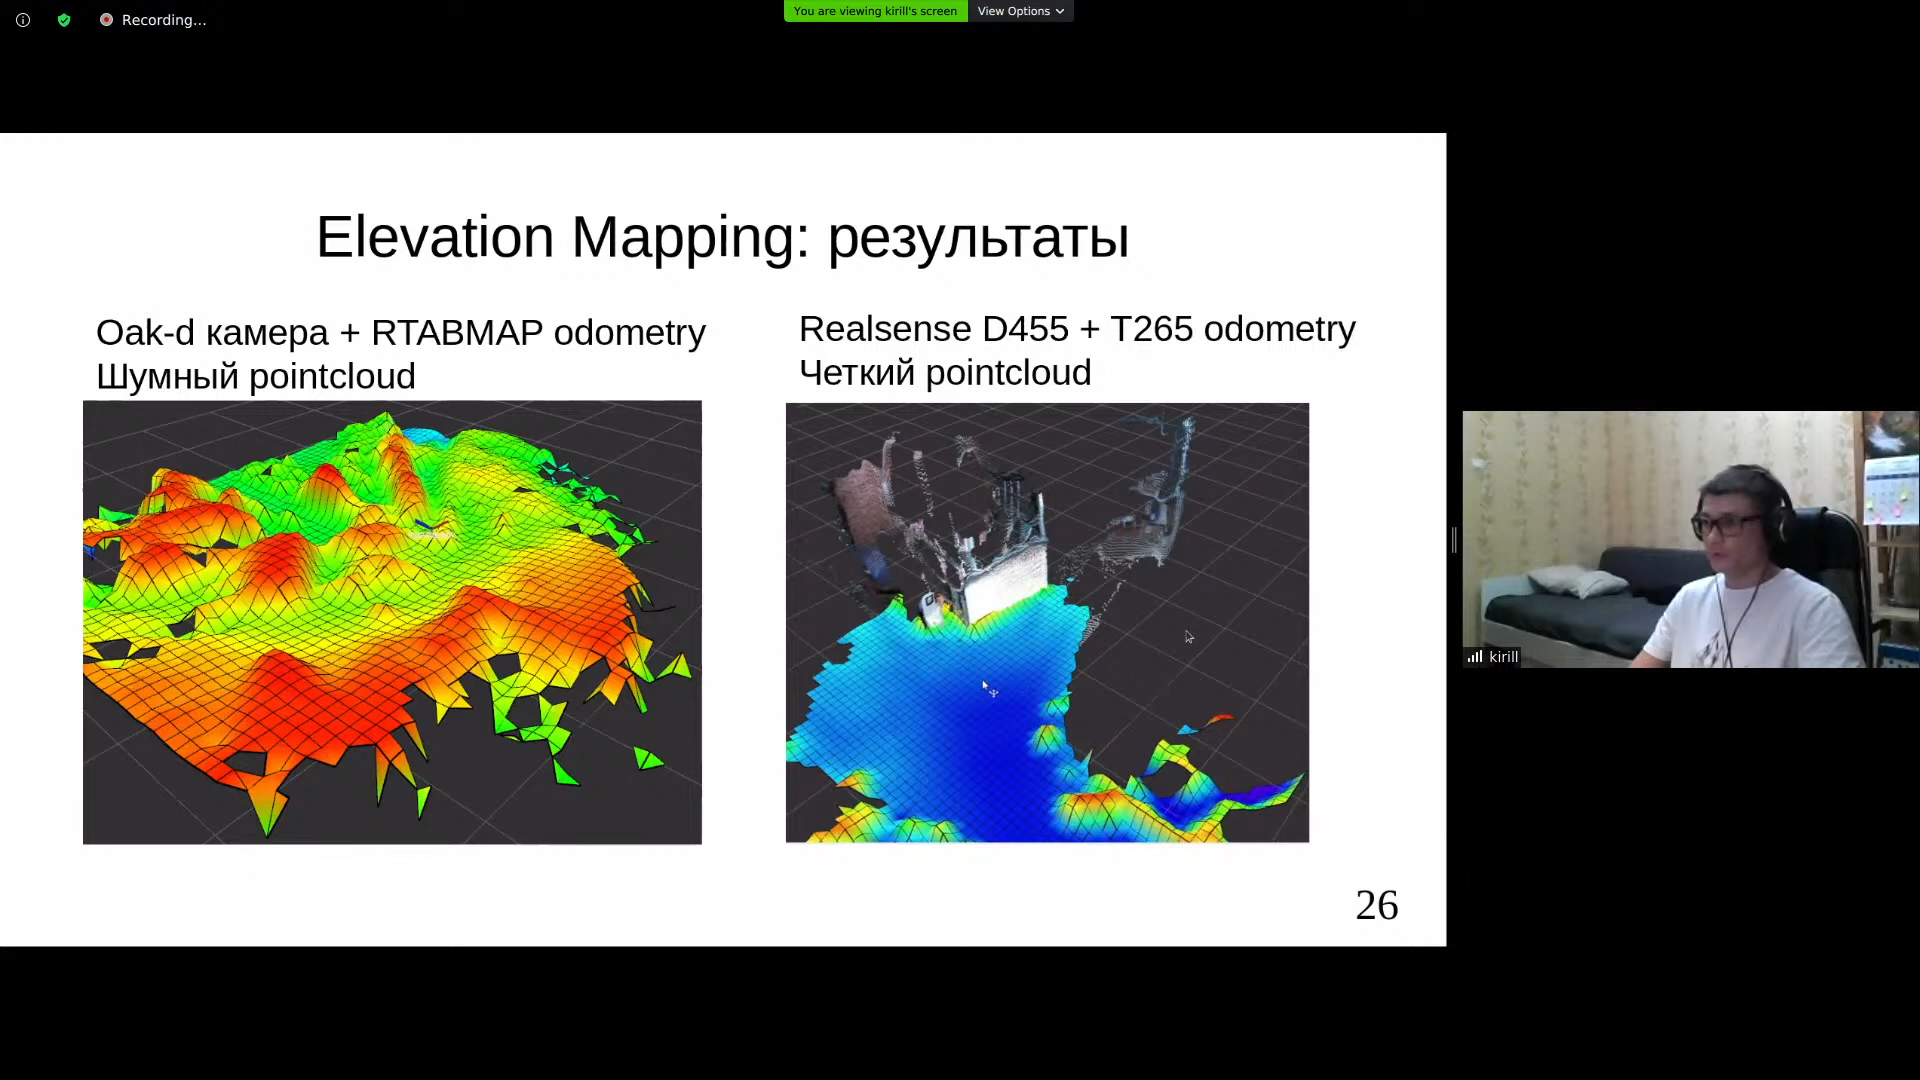 Recording...
You are viewing kirill's screen
View Options
Elevation Mapping: результаты
Oak-d камера + RTABMAP odometry
Шумный pointcloud
Realsense D455 + T265 odometry
Четкий pointcloud
26
kirill